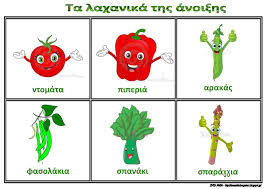 Τα λαχανικά της άνοιξης
ντομάτα
πιπεριά
αρακάς
φασολάκια
σπανάκι
σπαράγγια